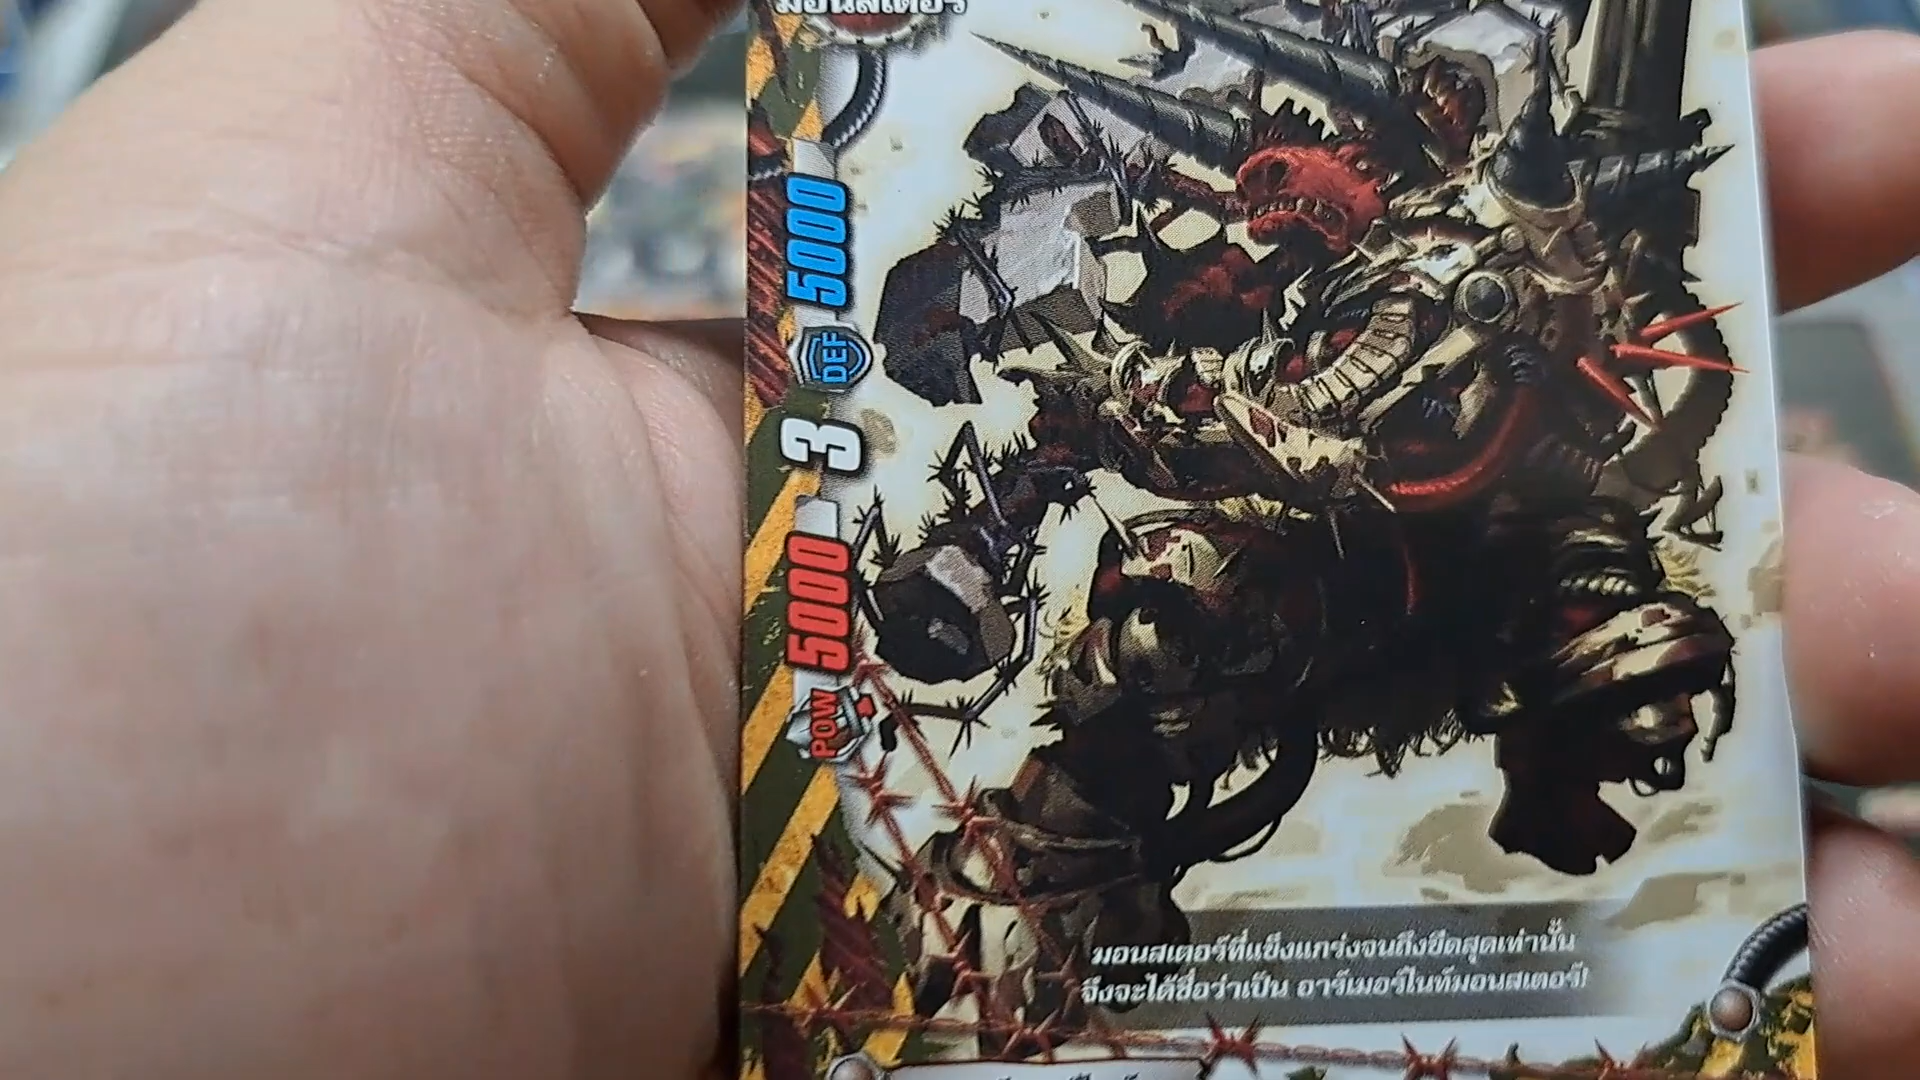 มอนสเตอร์
DEF 5000
3
POW 5000
มอนสเตอร์ที่แข็งแกร่งจนถึงขีดสุดเท่านั้น
จึงจะได้ชื่อว่าเป็น อาร์เมอร์ไนท์มอนสเตอร์!